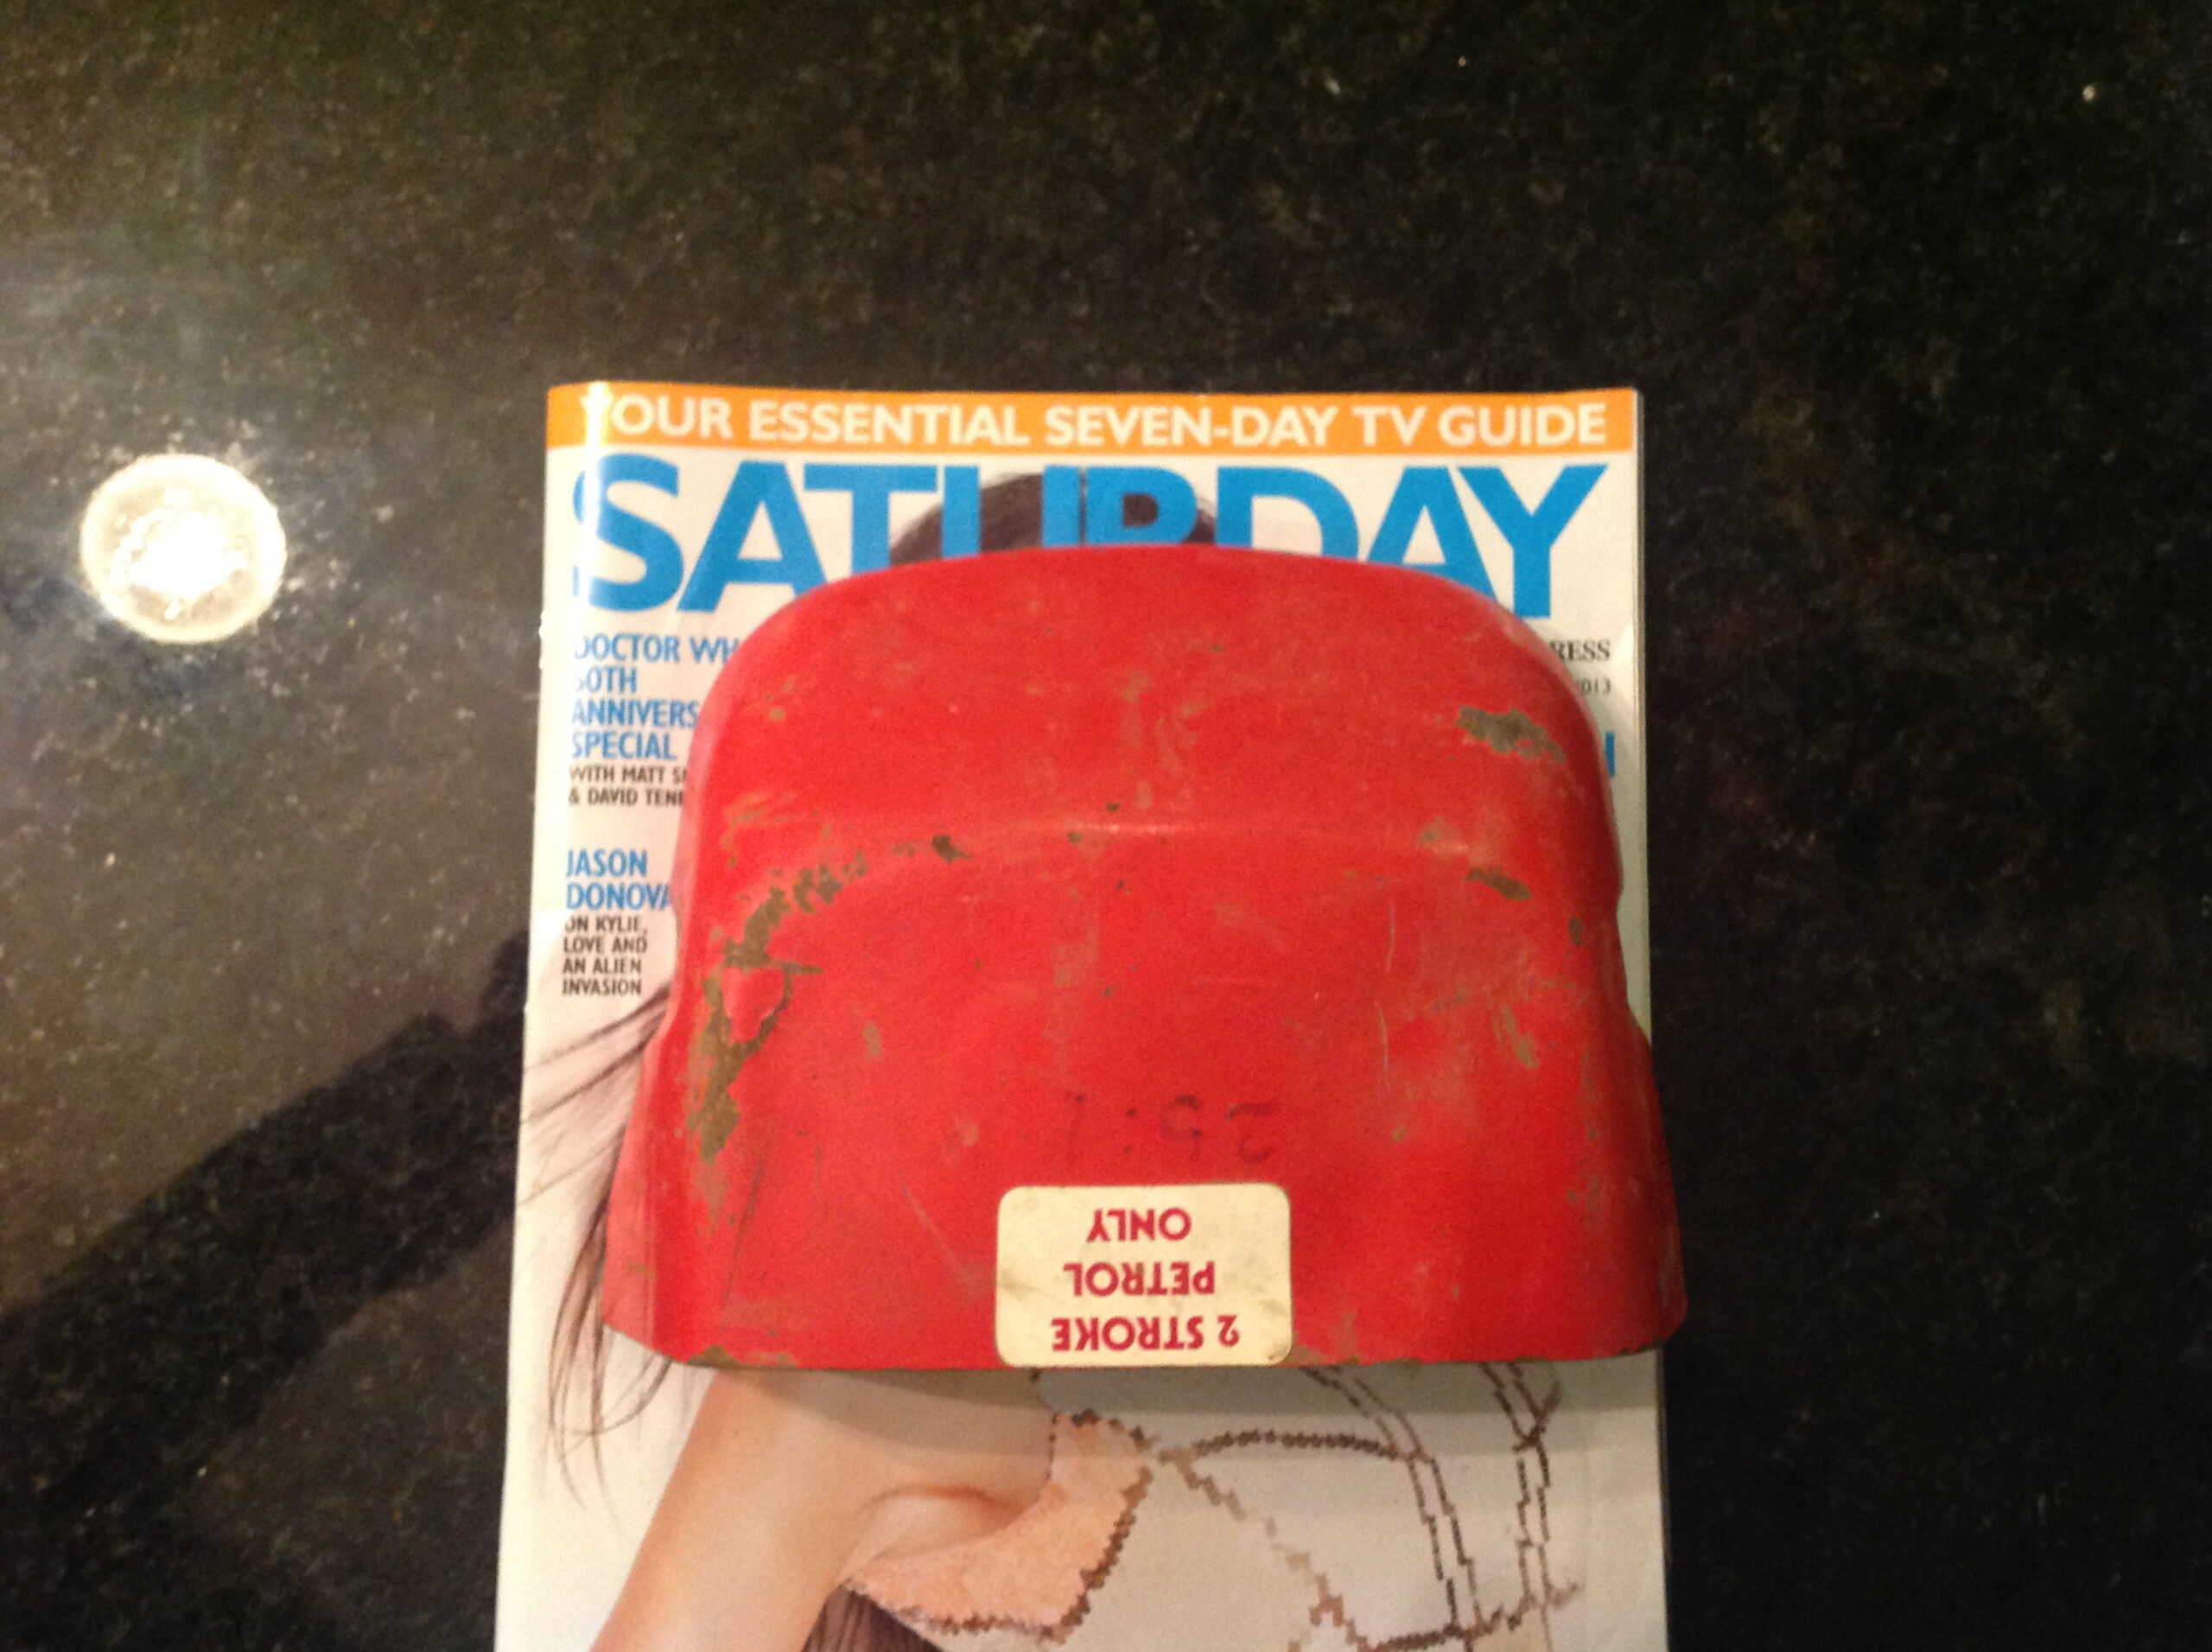 YOUR ESSENTIAL SEVEN-DAY TV GUIDE
SATURDAY
DOCTOR WH
50TH
ANNIVERS
SPECIAL
WITH MATT S
& DAVID TEN
JASON
DONOVA
ON KYLIE,
LOVE AND
AN ALIEN
INVASION
RESS
2013
25:1
2 STROKE
PETROL
ONLY